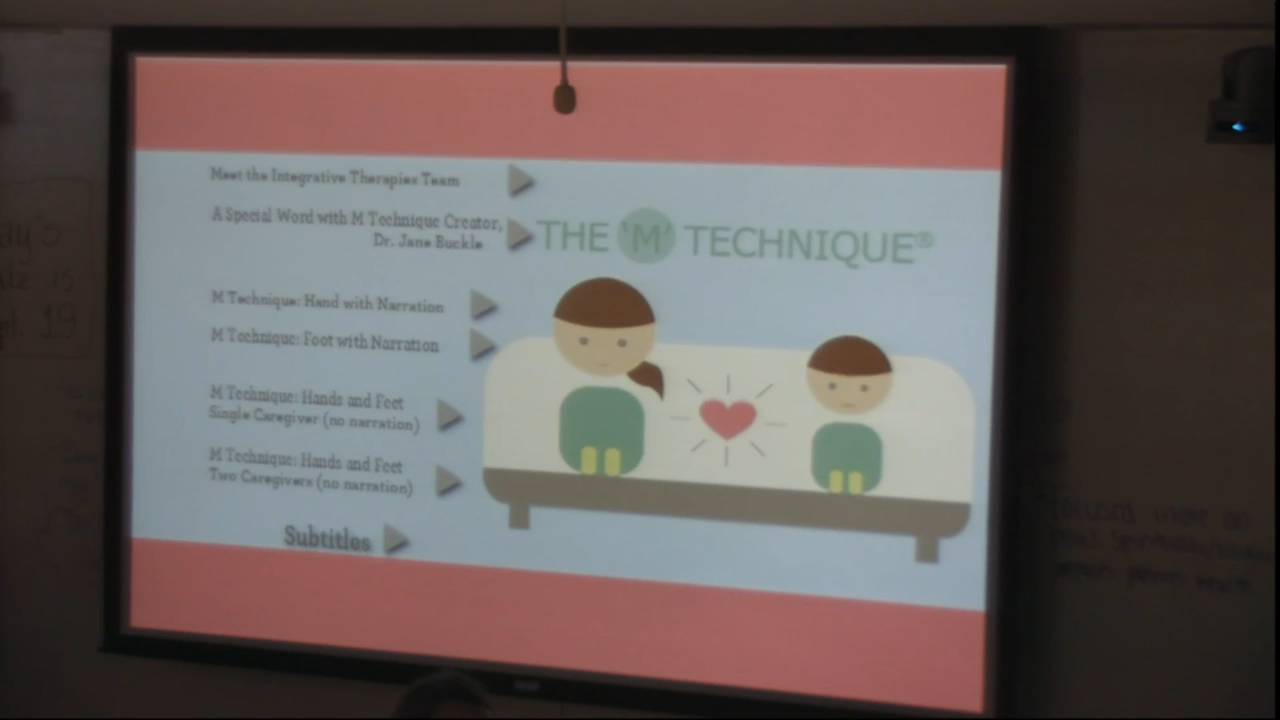 Meet the Integrative Therapies Team
A Special Word with M Technique Creator,
Dr. Jane Buckle
THE 'M' TECHNIQUE®
M Technique: Hand with Narration
M Technique: Foot with Narration
M Technique: Hands and Feet
Single Caregiver (no narration)
M Technique: Hands and Feet
Two Caregivers (no narration)
Subtitles
19